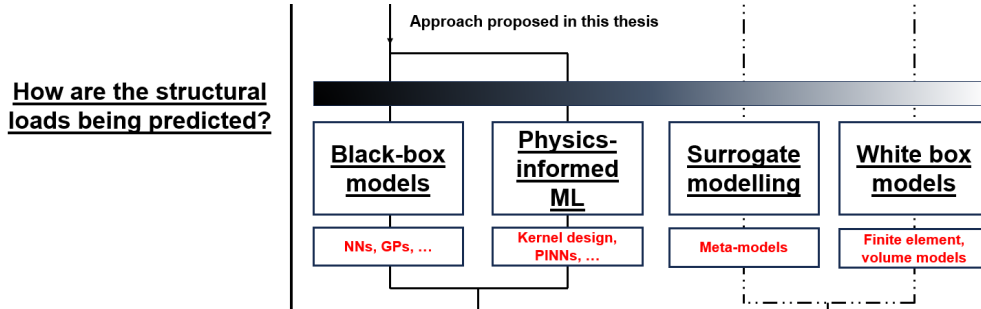 Approach proposed in this thesis
How are the structural
loads being predicted?
Black-box
models
Physics-
informed
ML
Surrogate
modelling
White box
models
NNs, GPs, ...
Kernel design,
PINNs, ...
Meta-models
Finite element,
volume models